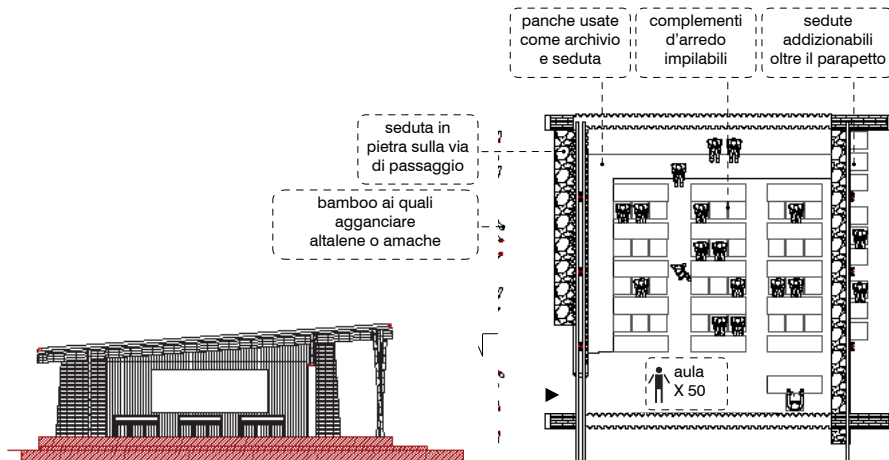 panche usate
come archivio
e seduta
complementi
d'arredo
impilabili
sedute
addizionabili
oltre il parapetto
seduta in
pietra sulla via
di passaggio
bamboo ai quali
agganciare
altalene o amache
aula
X 50